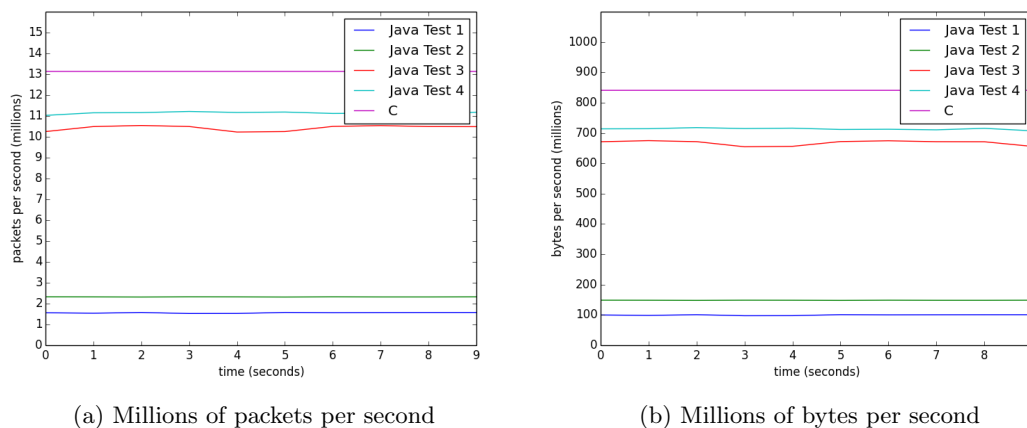 16
15
14
13
12
11
10
9
8
7
6
5
4
3
2
1
0
packets per second (millions)
0 1 2 3 4 5 6 7 8 9
time (seconds)
Java Test 1
Java Test 2
Java Test 3
Java Test 4
C
(a) Millions of packets per second
1000
900
800
700
600
500
400
300
200
100
0
bytes per second (millions)
0 1 2 3 4 5 6 7 8
time (seconds)
Java Test 1
Java Test 2
Java Test 3
Java Test 4
C
(b) Millions of bytes per second